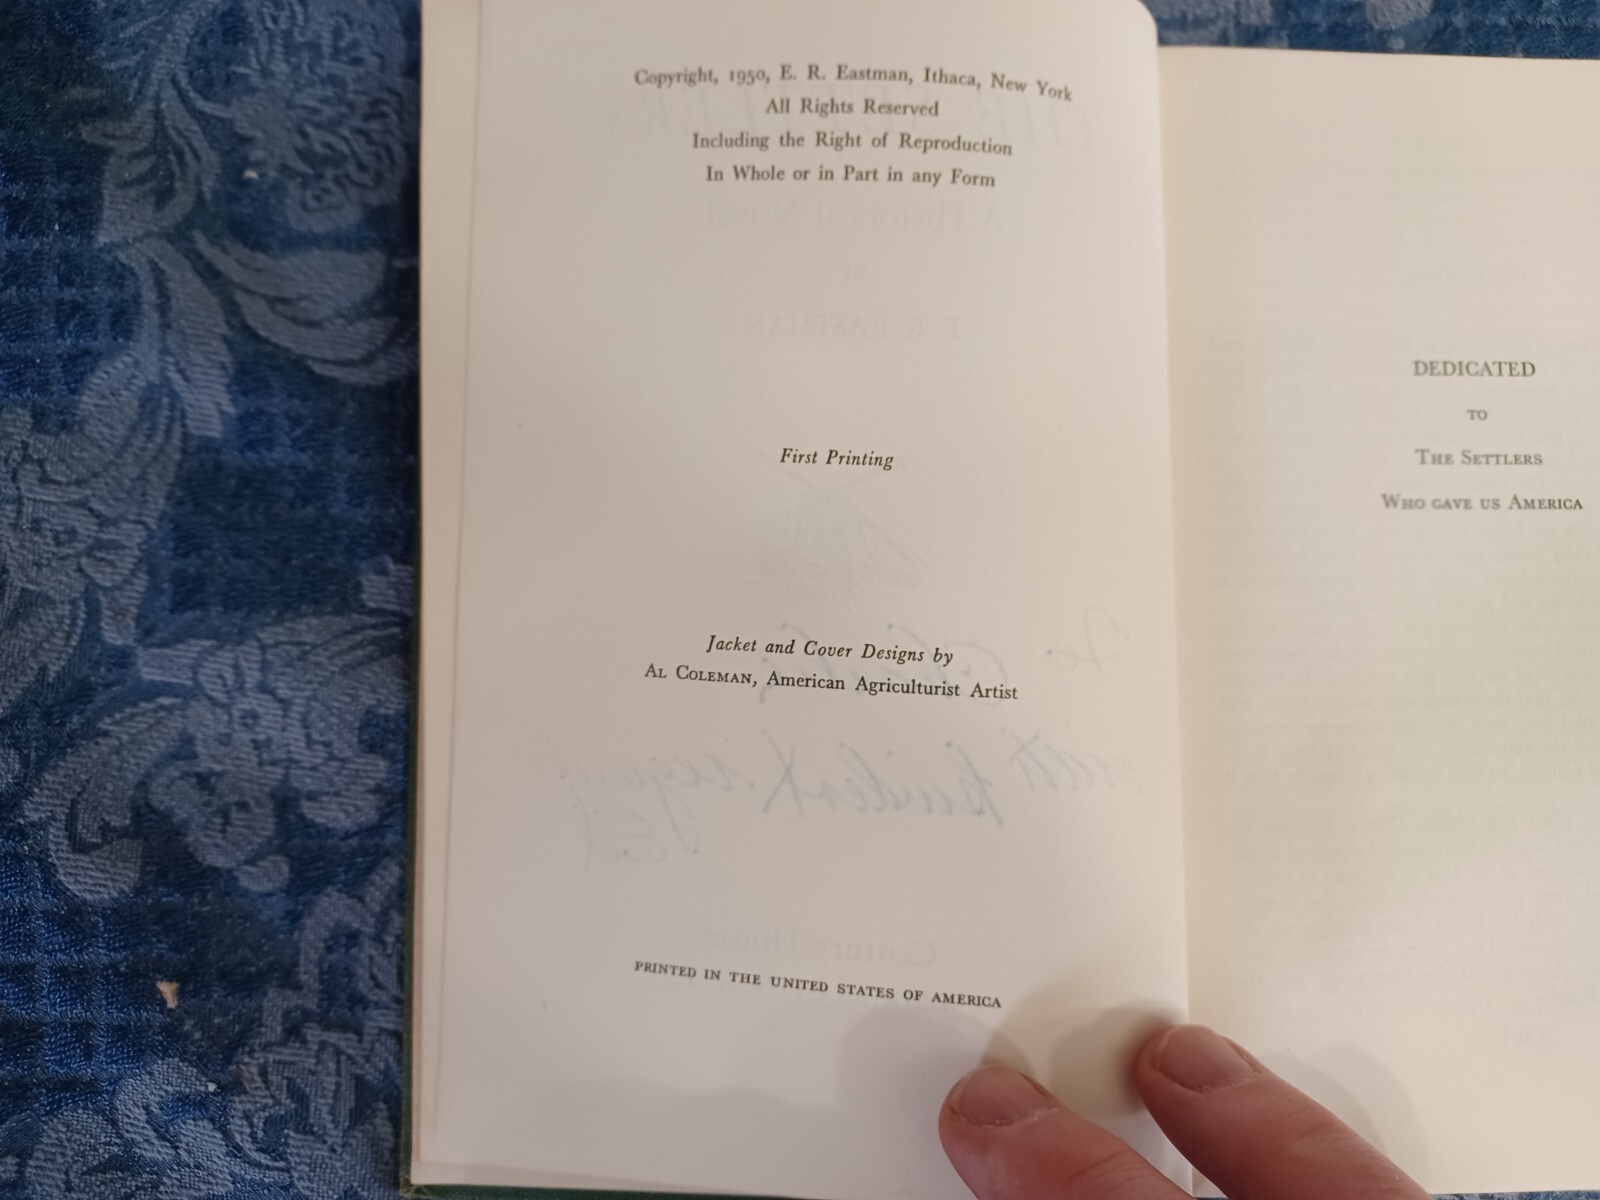 Copyright, 1950, E. R. Eastman, Ithaca, New York
All Rights Reserved
Including the Right of Reproduction
In Whole or in Part in any Form
First Printing
Jacket and Cover Designs by
AL COLEMAN, American Agriculturist Artist
PRINTED IN THE UNITED STATES OF AMERICA
DEDICATED
TO
THE SETTLERS
WHO GAVE US AMERICA